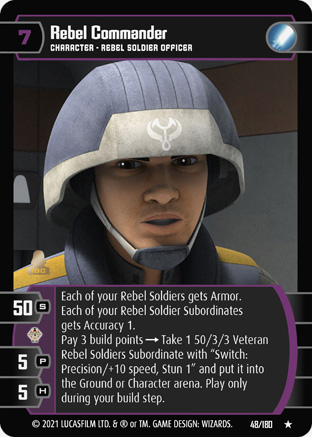 7
Rebel Commander
CHARACTER • REBEL SOLDIER OFFICER
50 S
5 P
5 H
Each of your Rebel Soldiers gets Armor.
Each of your Rebel Soldier Subordinates
gets Accuracy 1.
Pay 3 build points → Take 1 50/3/3 Veteran
Rebel Soldiers Subordinate with “Switch:
Precision/+10 speed, Stun 1” and put it into
the Ground or Character arena. Play only
during your build step.
© 2021 LUCASFILM LTD. & ® or TM. GAME DESIGN: WIZARDS. 48/180 ★